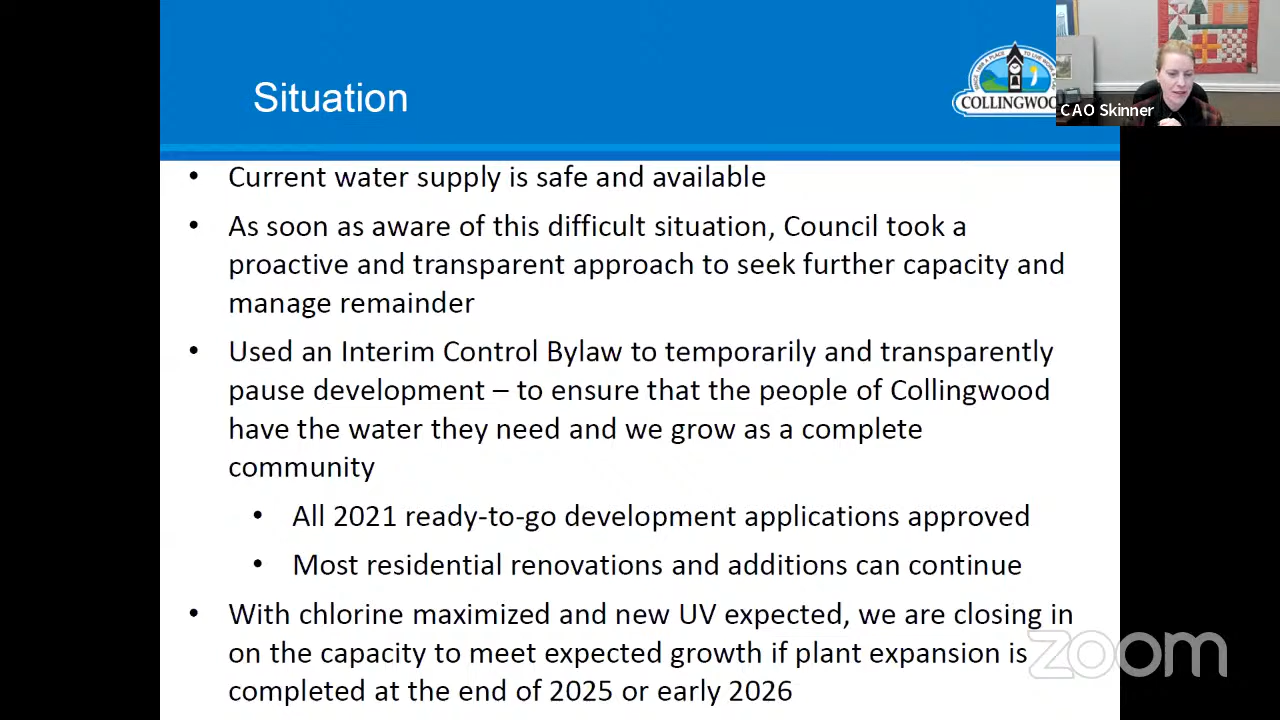 Situation
COLLINGWOO
CAO Skinner
• Current water supply is safe and available
• As soon as aware of this difficult situation, Council took a
proactive and transparent approach to seek further capacity and
manage remainder
• Used an Interim Control Bylaw to temporarily and transparently
pause development – to ensure that the people of Collingwood
have the water they need and we grow as a complete
community
• All 2021 ready-to-go development applications approved
• Most residential renovations and additions can continue
• With chlorine maximized and new UV expected, we are closing in
on the capacity to meet expected growth if plant expansion is
completed at the end of 2025 or early 2026
zoom